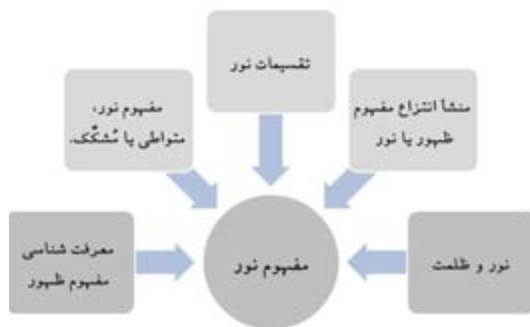 تقسیمات نور
منشأ انتزاع مفهوم
ظهور یا نور
مفهوم نور،
متواطی یا مُشکِّک.
نور و ظلمت
مفهوم نور
معرفت شناسی
مفهوم ظهور